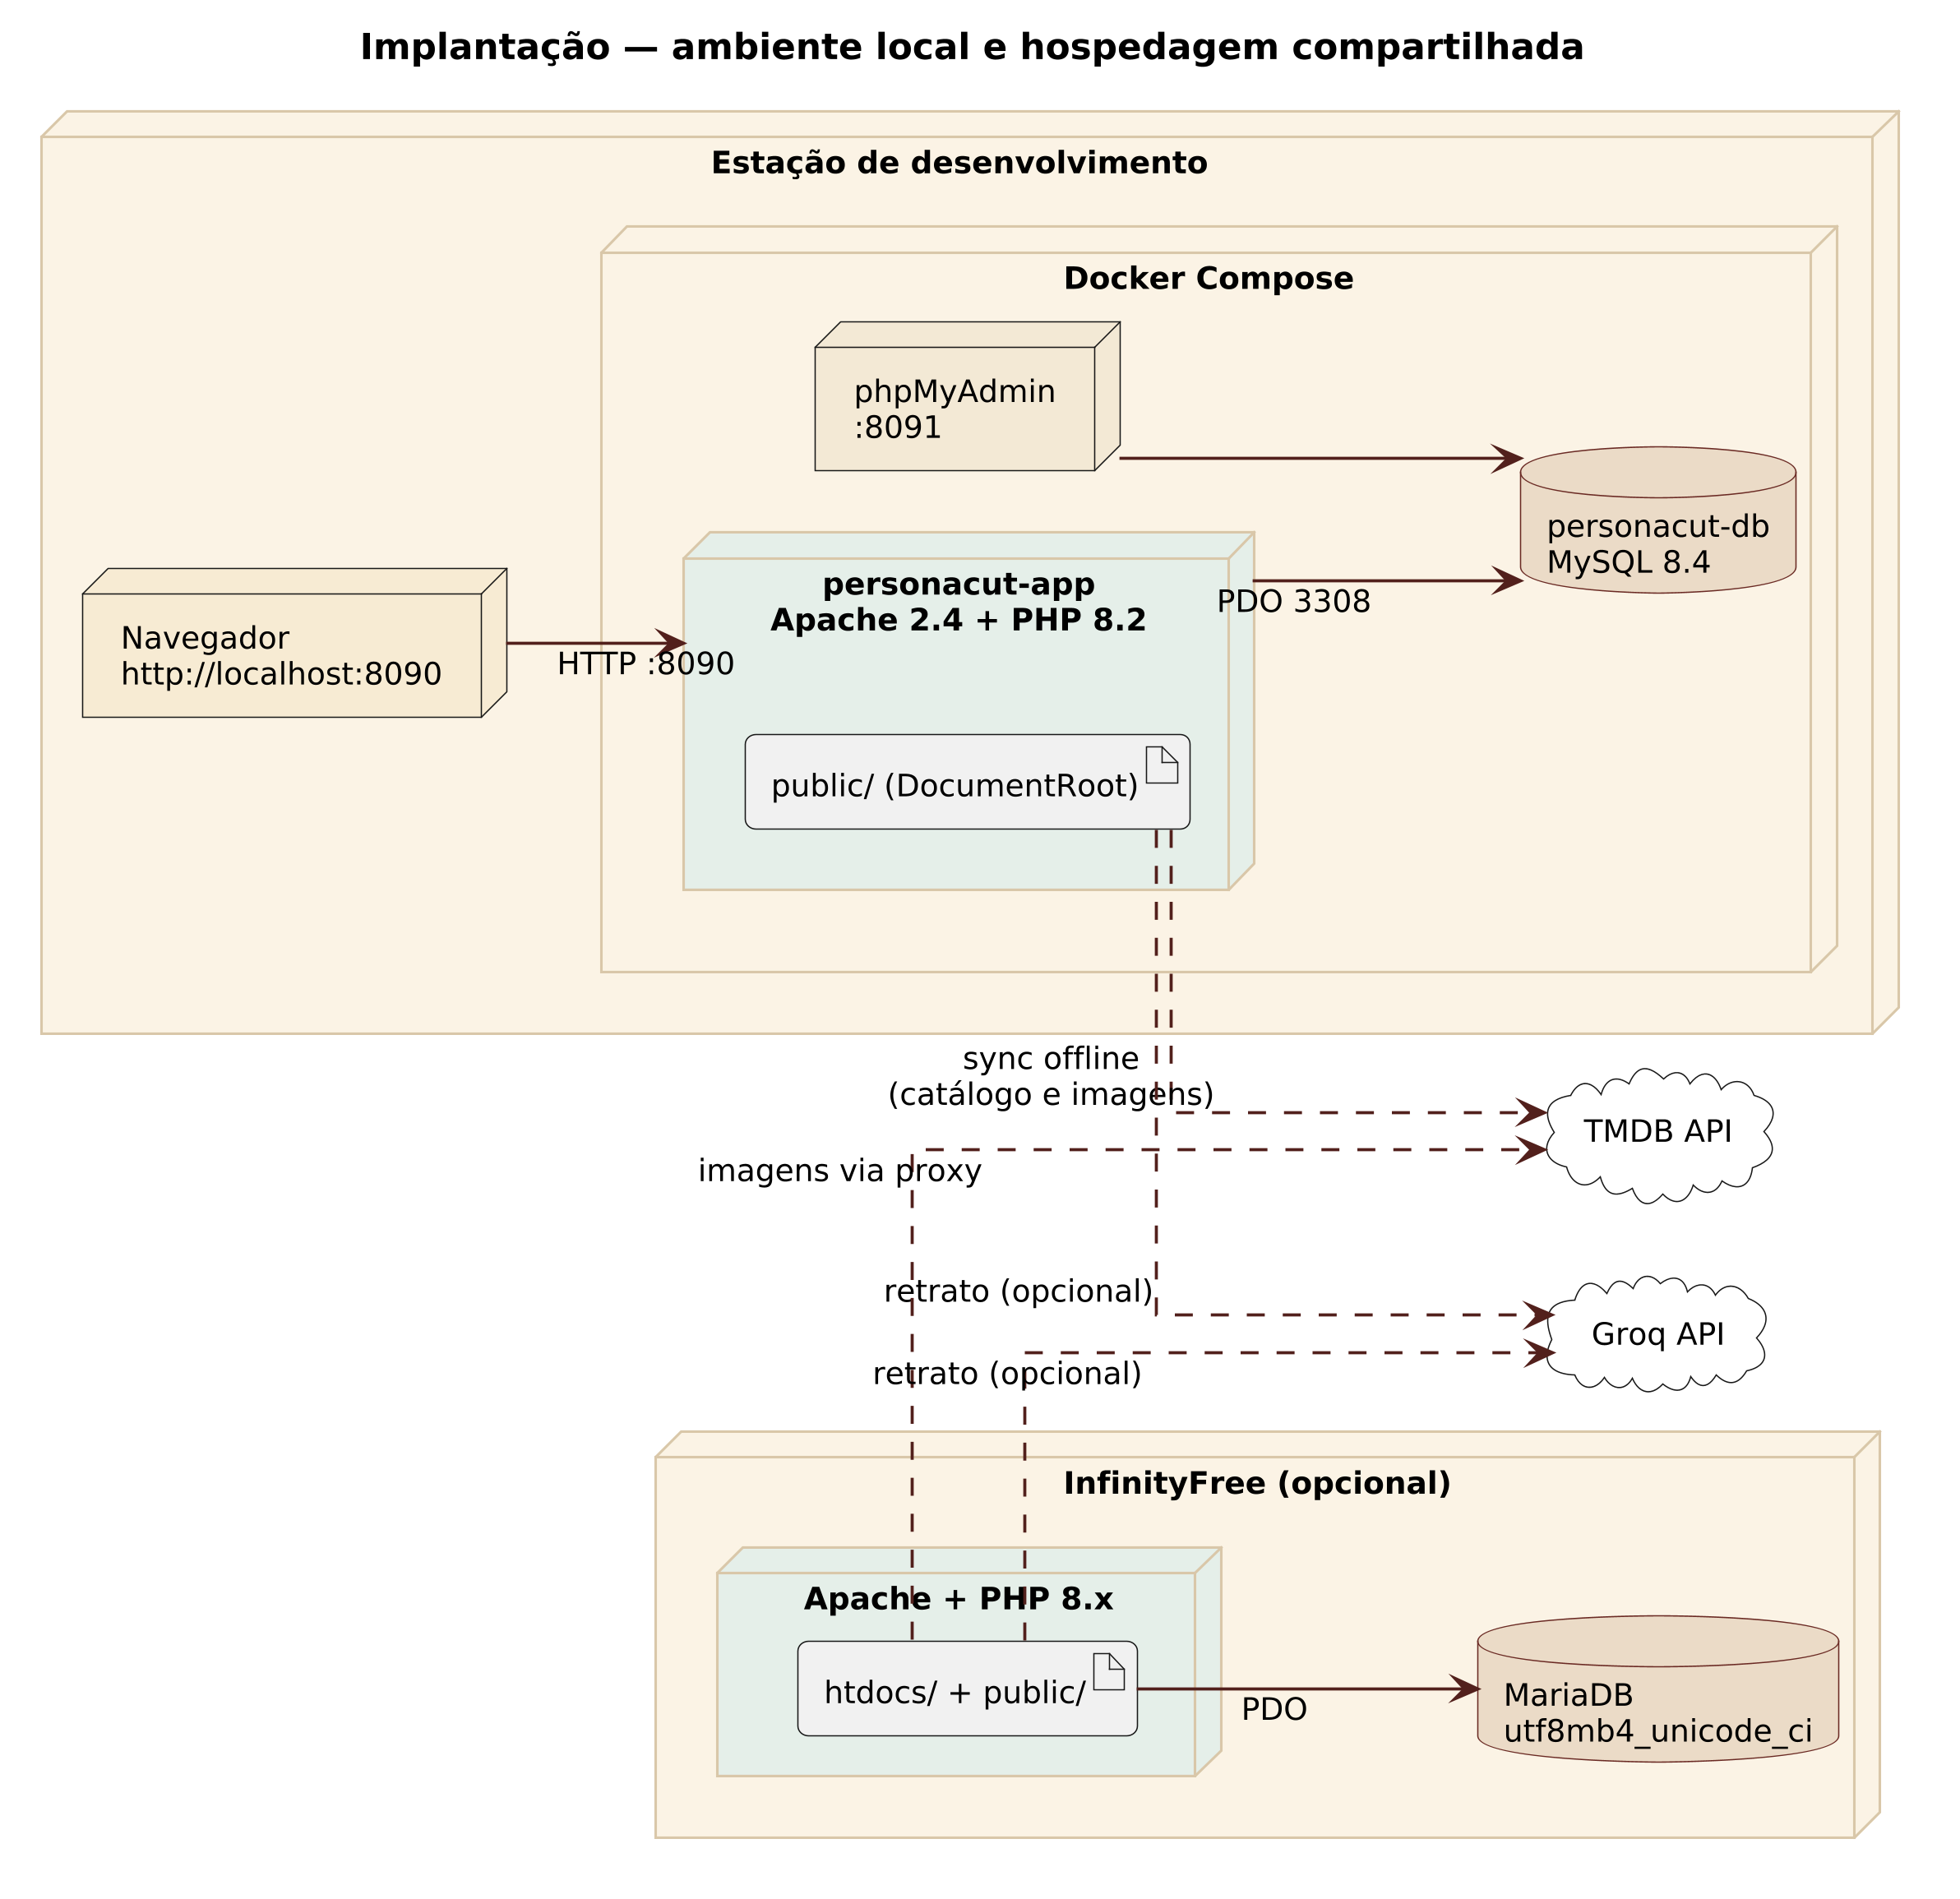 Implantação — ambiente local e hospedagem compartilhada
Estação de desenvolvimento
Docker Compose
phpMyAdmin
:8091
personacut-db
MySQL 8.4
personacut-app
Apache 2.4 + PHP 8.2
PDO 3308
Navegador
http://localhost:8090
HTTP :8090
public/ (DocumentRoot)
sync offline
(catálogo e imagens)
TMDB API
imagens via proxy
retrato (opcional)
Groq API
retrato (opcional)
InfinityFree (opcional)
Apache + PHP 8.x
htdocs/ + public/
PDO
MariaDB
utf8mb4_unicode_ci